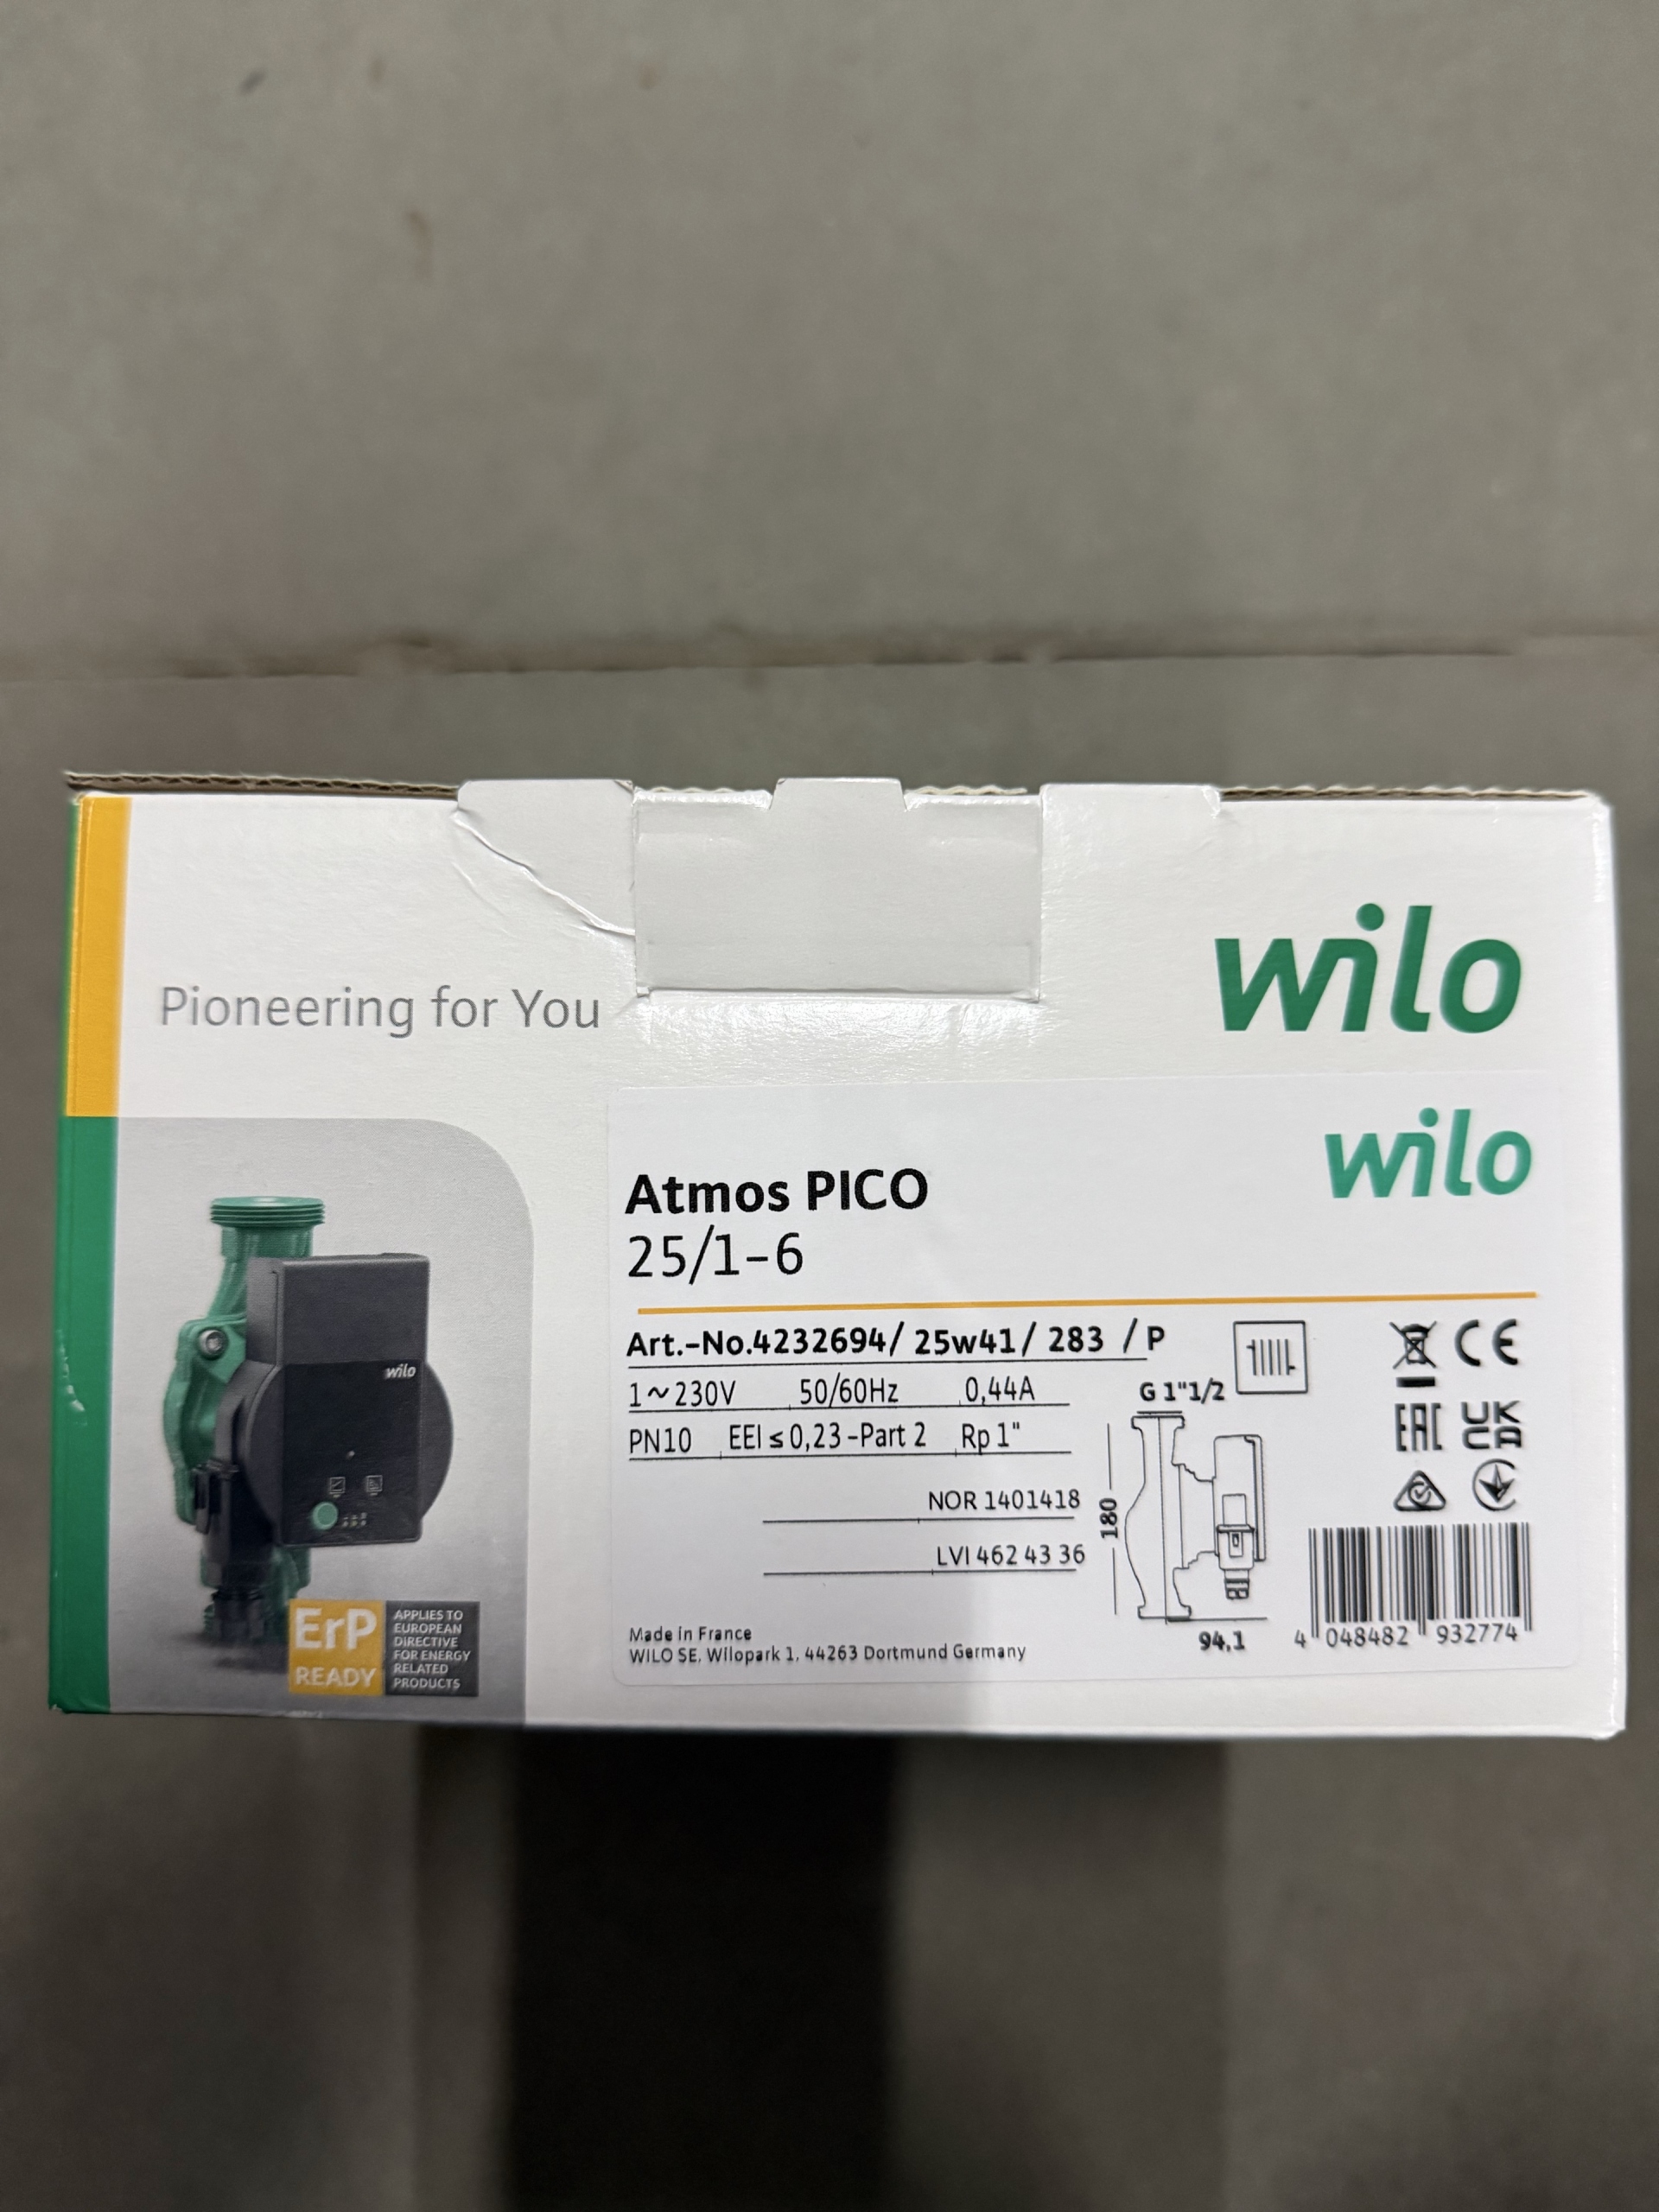 Pioneering for You
wilo
wilo
Atmos PICO
25/1-6
Art.-No.4232694/ 25w41/ 283 / P
1~230V 50/60Hz 0,44A
PN10 EEI ≤ 0,23-Part 2 Rp 1"
G 1"1/2
NOR 1401418
LVI 462 43 36
180
94.1
Made in France
WILO SE, Wilopark 1, 44263 Dortmund Germany
CE
EAC
UK
CA
4 048482 932774
wilo
ErP
READY
APPLIES TO
EUROPEAN
DIRECTIVE
FOR ENERGY
RELATED
PRODUCTS